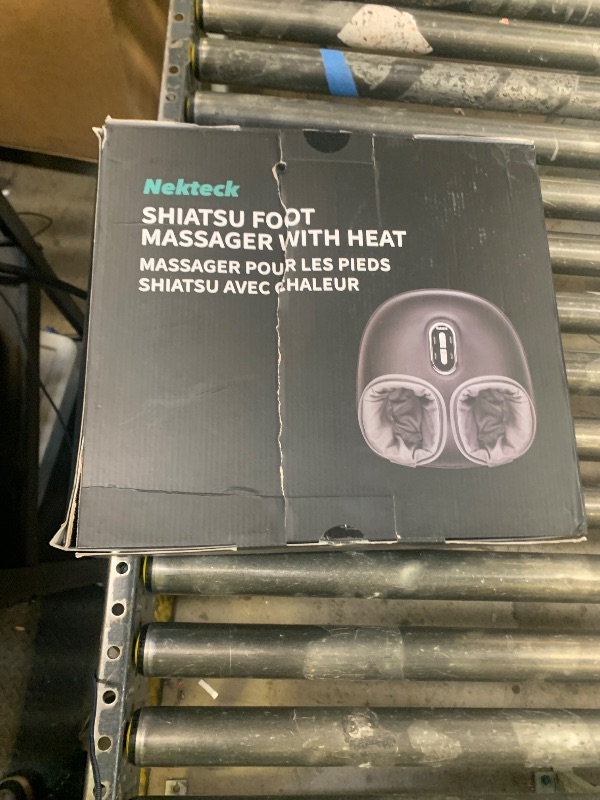 Nekteck
SHIATSU FOOT
MASSAGER WITH HEAT
MASSAGER POUR LES PIEDS
SHIATSU AVEC CHALEUR